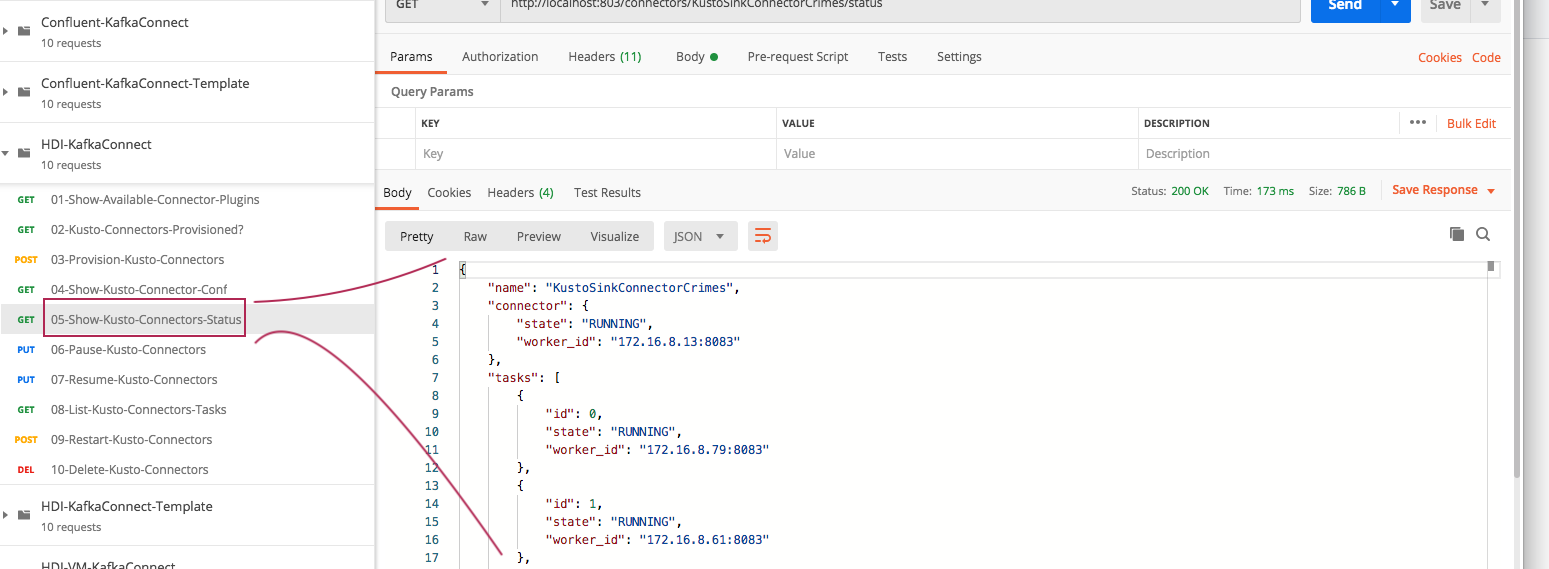 Confluent-KafkaConnect
10 requests
Confluent-KafkaConnect-Template
10 requests
HDI-KafkaConnect
10 requests
GET 01-Show-Available-Connector-Plugins
GET 02-Kusto-Connectors-Provisioned?
POST 03-Provision-Kusto-Connectors
GET 04-Show-Kusto-Connector-Conf
GET 05-Show-Kusto-Connectors-Status
PUT 06-Pause-Kusto-Connectors
PUT 07-Resume-Kusto-Connectors
GET 08-List-Kusto-Connectors-Tasks
POST 09-Restart-Kusto-Connectors
DEL 10-Delete-Kusto-Connectors
HDI-KafkaConnect-Template
10 requests
HDI-VM-KafkaConnect
GET http://localhost:803/connectors/KustoSinkConnectorCrimes/status Send Save
Params Authorization Headers (11) Body Pre-request Script Tests Settings Cookies Code
Query Params
KEY VALUE DESCRIPTION ••• Bulk Edit
Key Value Description
Body Cookies Headers (4) Test Results Status: 200 OK Time: 173 ms Size: 786 B Save Response
Pretty Raw Preview Visualize JSON
1 {
2 "name": "KustoSinkConnectorCrimes",
3 "connector": {
4 "state": "RUNNING",
5 "worker_id": "172.16.8.13:8083"
6 },
7 "tasks": [
8 {
9 "id": 0,
10 "state": "RUNNING",
11 "worker_id": "172.16.8.79:8083"
12 },
13 {
14 "id": 1,
15 "state": "RUNNING",
16 "worker_id": "172.16.8.61:8083"
17 },